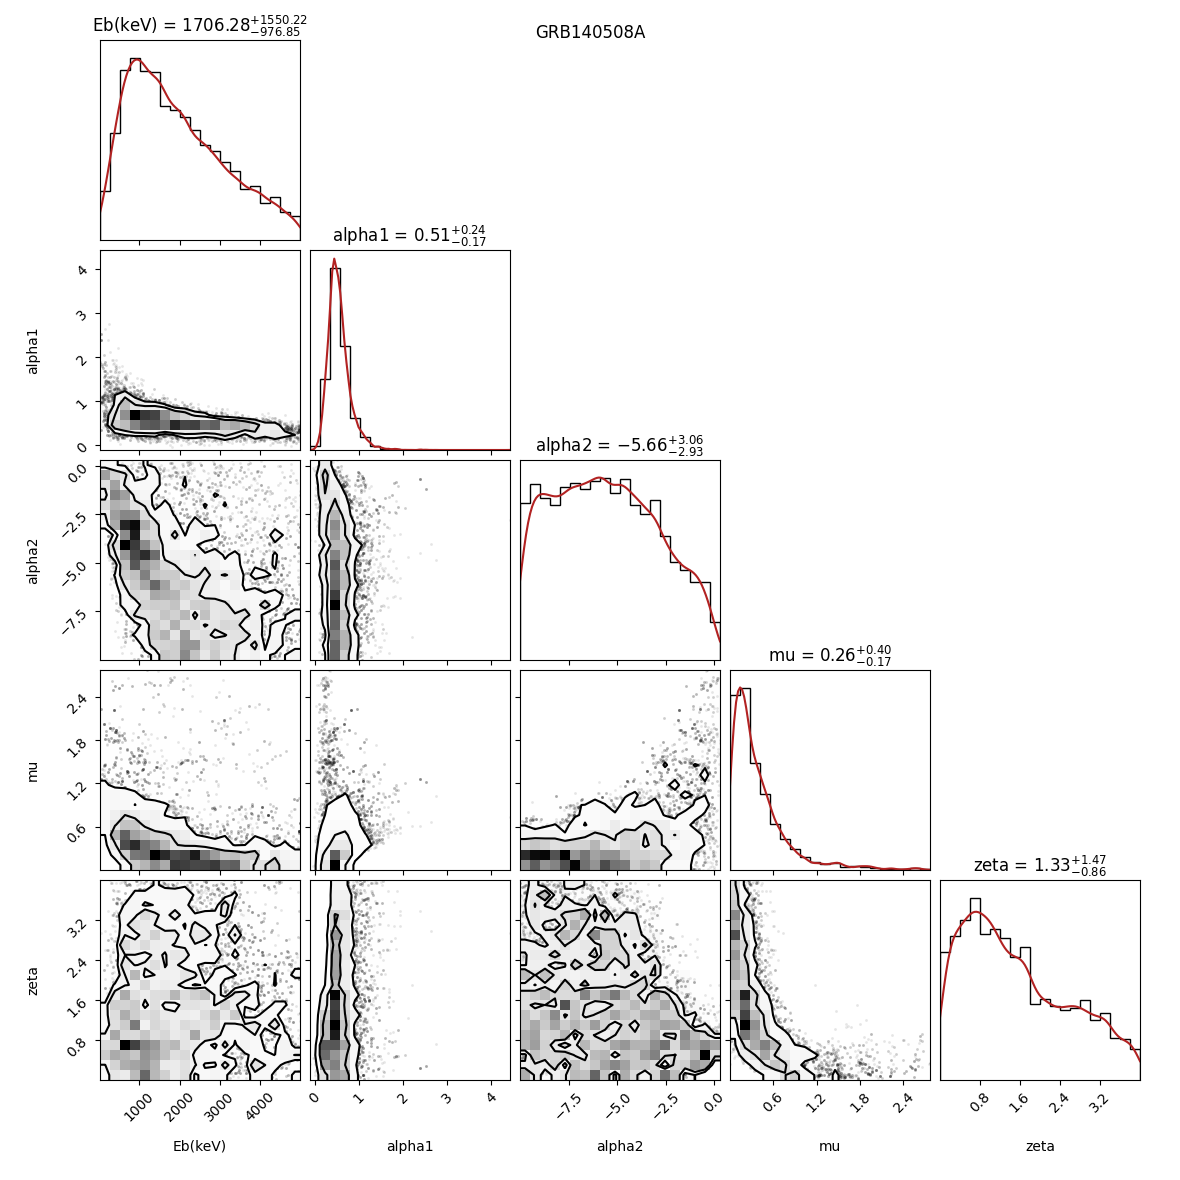 GRB140508A
Eb(keV) = 1706.28+1550.22−976.85
alpha1 = 0.51+0.24−0.17
4
3
2
1
0
alpha1
alpha2 = −5.66+3.06−2.93
0.0
−2.5
−5.0
−7.5
alpha2
mu = 0.26+0.40−0.17
2.4
1.8
1.2
0.6
mu
zeta = 1.33+1.47−0.86
3.2
2.4
1.6
0.8
zeta
1000 2000 3000 4000 0 1 2 3 4 −7.5 −5.0 −2.5 0.0 0.6 1.2 1.8 2.4 0.8 1.6 2.4 3.2
Eb(keV) alpha1 alpha2 mu zeta